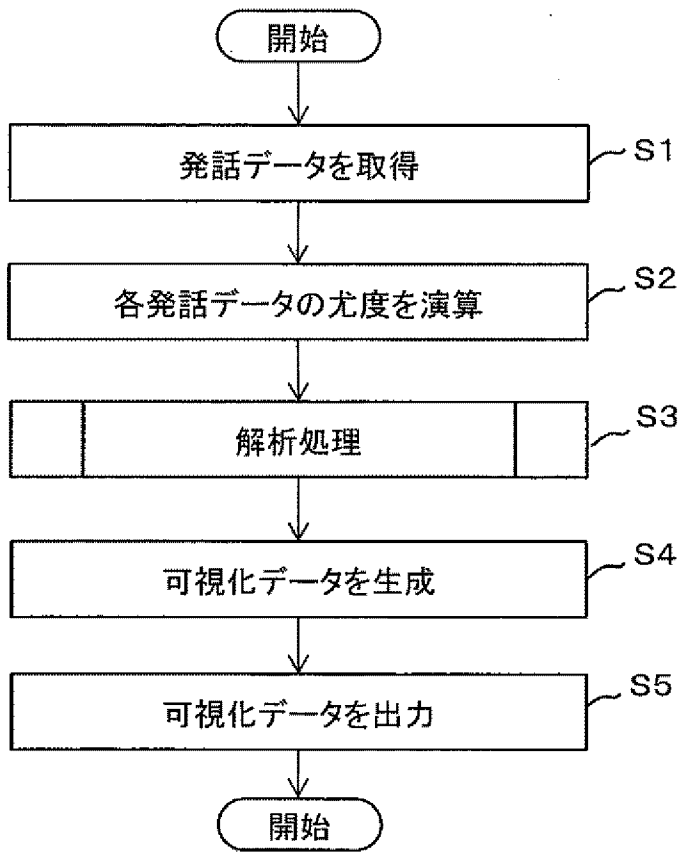 開始
発話データを取得
S1
各発話データの尤度を演算
S2
解析処理
S3
可視化データを生成
S4
可視化データを出力
S5
開始